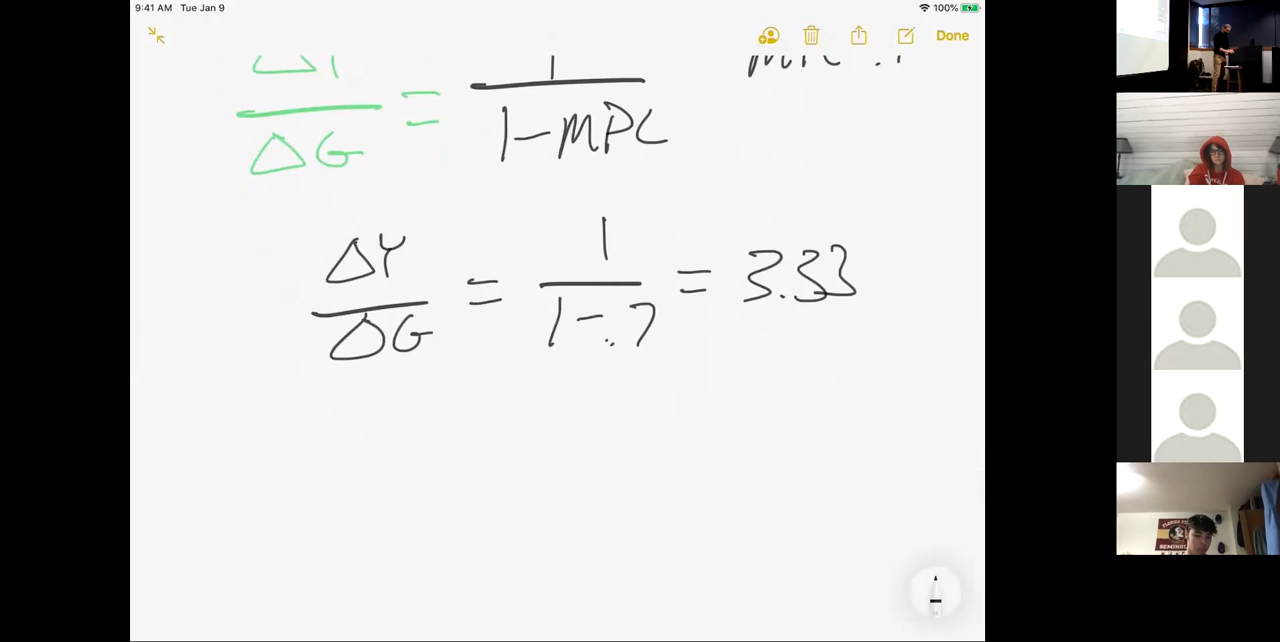 9:41 AM Tue Jan 9 100%
Done
ΔY/ΔG = 1/(1-MPC)
ΔY/ΔG = 1/(1-.7) = 3.33